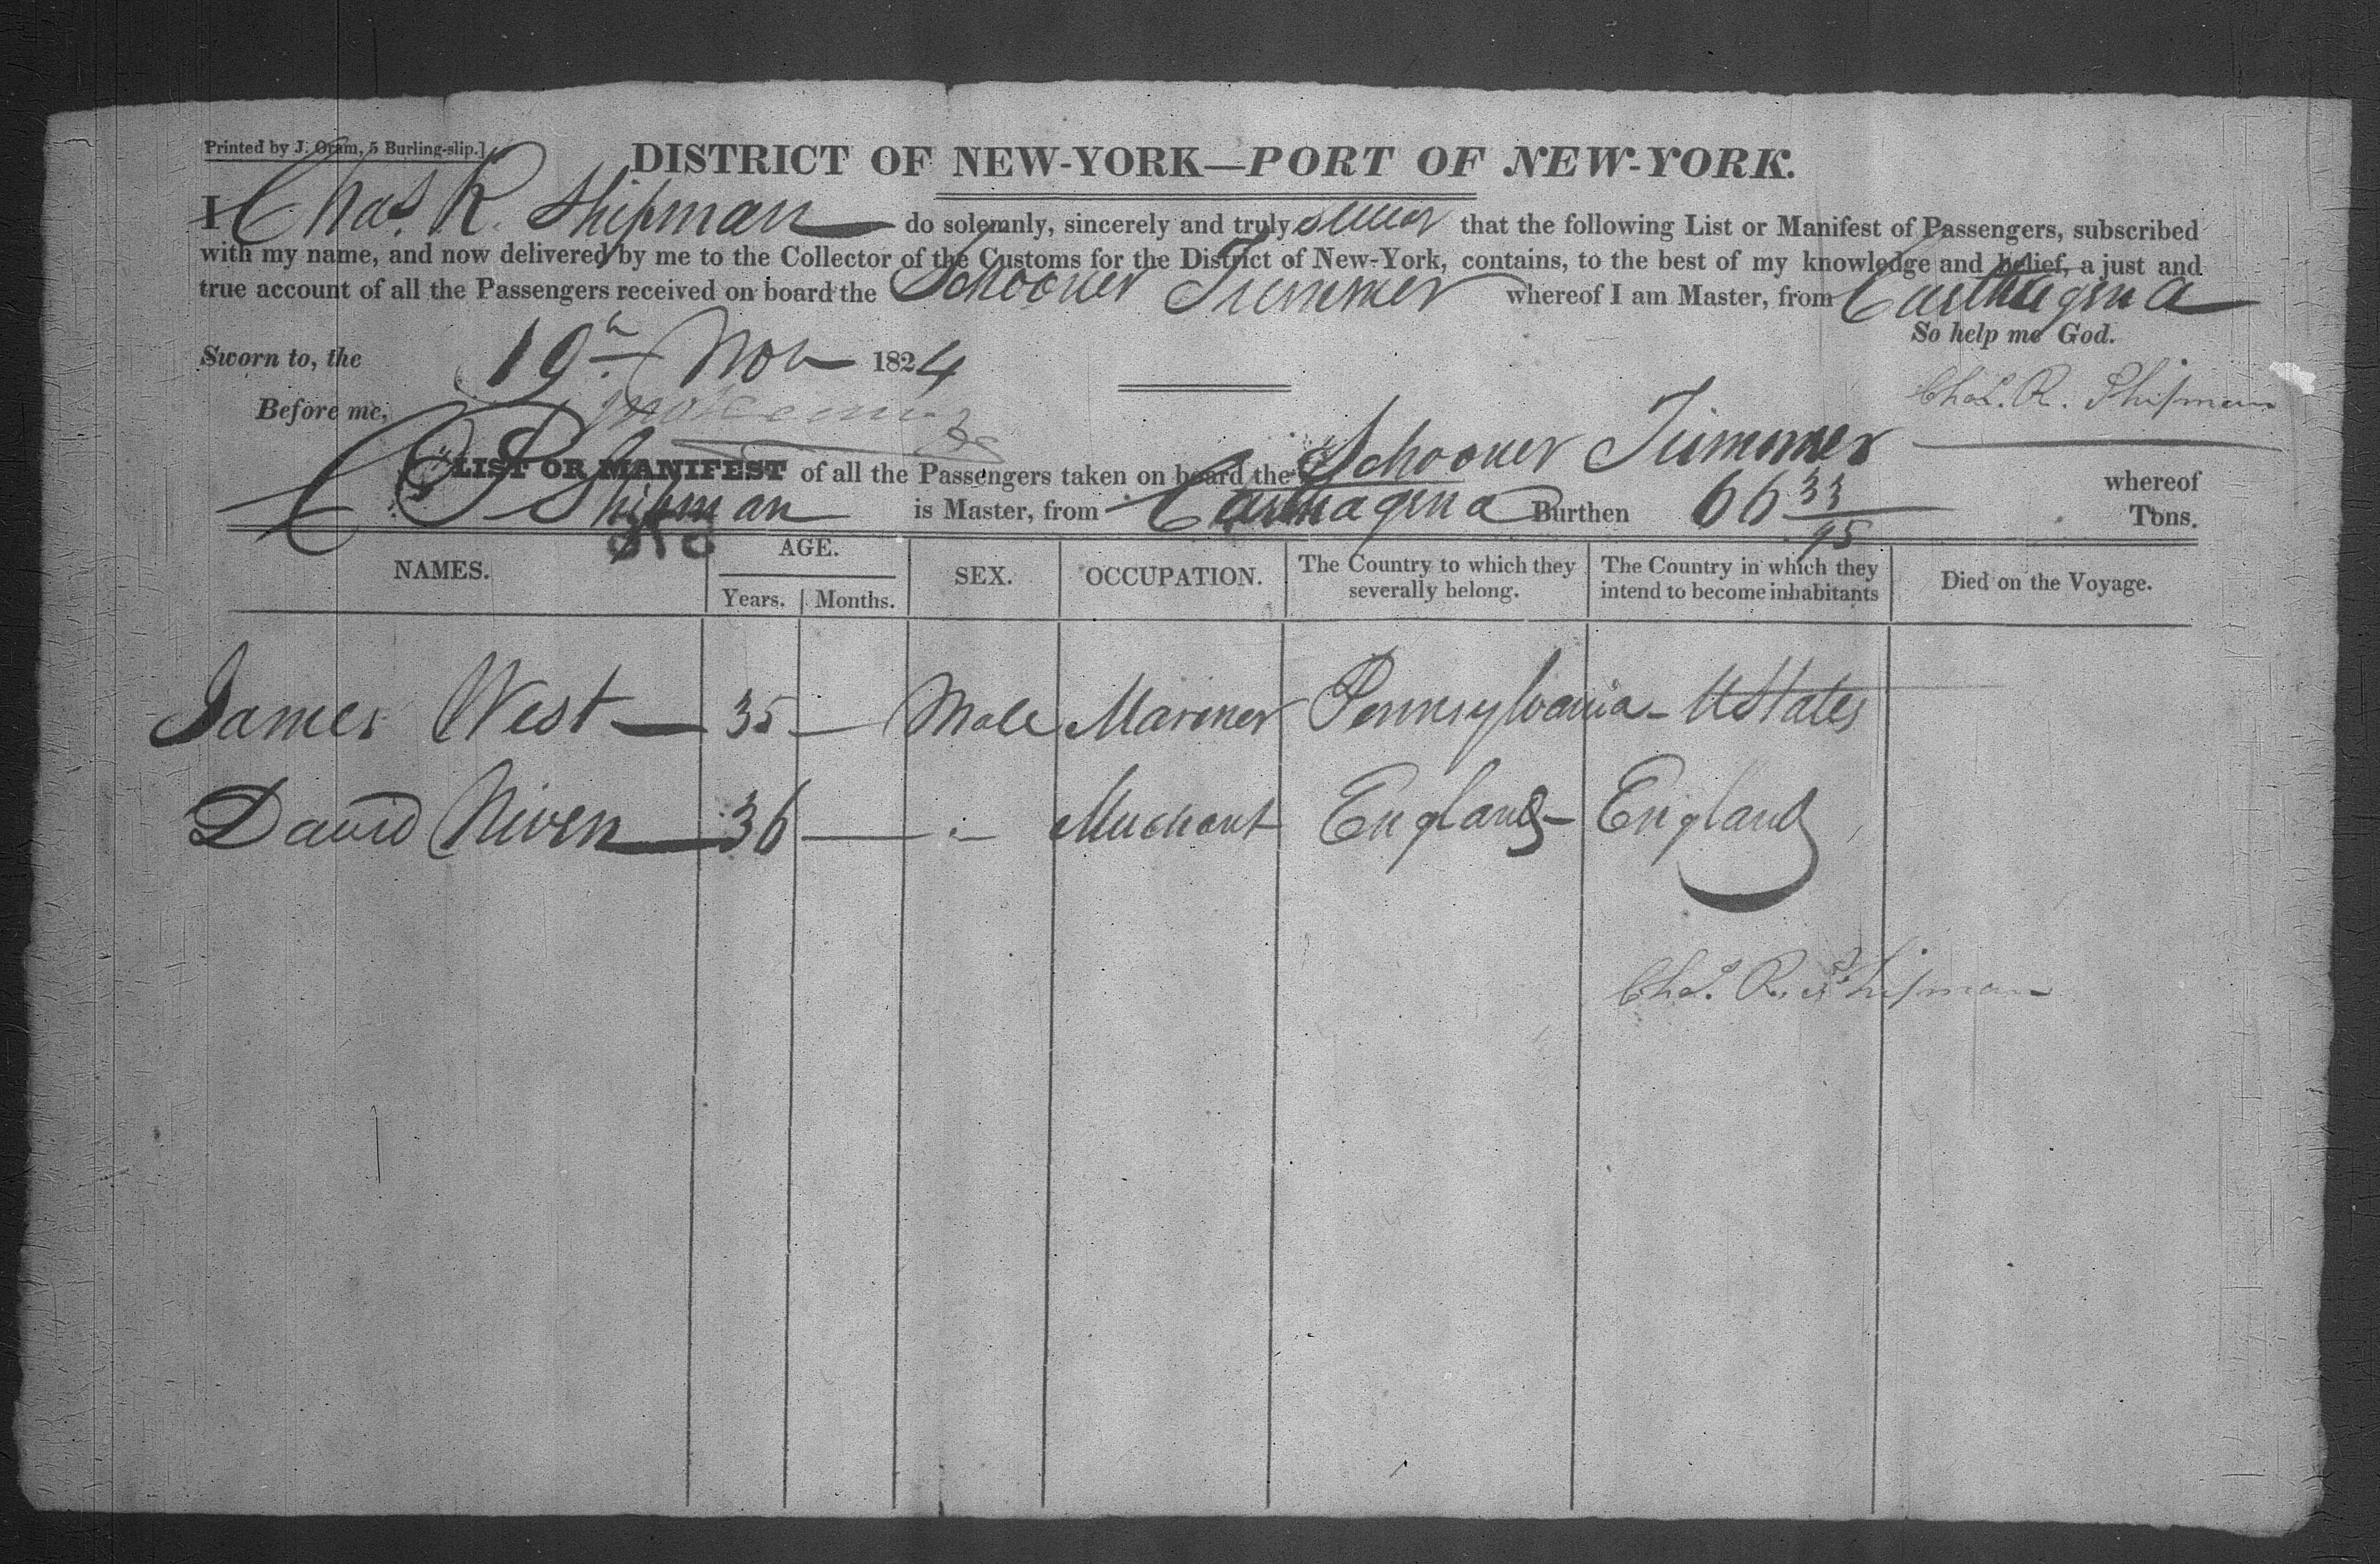 Printed by J. Oram, 5 Burling-slip.]
DISTRICT OF NEW-YORK—PORT OF NEW-YORK.
I Chas. R. Shipman do solemnly, sincerely and truly swear that the following List or Manifest of Passengers, subscribed
with my name, and now delivered by me to the Collector of the Customs for the District of New-York, contains, to the best of my knowledge and belief, a just and
true account of all the Passengers received on board the Schooner whereof I am Master, from Carthagena
So help me God.
Sworn to, the 19th Nov 1824
Chas. R. Shipman
Before me,
LIST OR MANIFEST of all the Passengers taken on board the Schooner whereof
C R Shipman is Master, from Carthagena Burthen 66 33/95 Tons.
NAMES. AGE. SEX. OCCUPATION. The Country to which they severally belong. The Country in which they intend to become inhabitants Died on the Voyage.
Years. Months.
James West — 35 — Male Mariner Pennsylvania - UStates
David Niven — 36 — " — Merchant England - England
Chas. R. Shipman